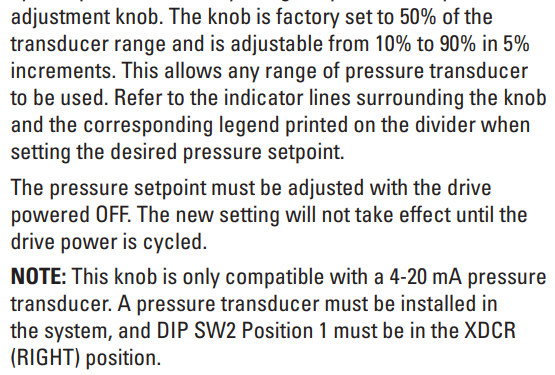 adjustment knob. The knob is factory set to 50% of the
transducer range and is adjustable from 10% to 90% in 5%
increments. This allows any range of pressure transducer
to be used. Refer to the indicator lines surrounding the knob
and the corresponding legend printed on the divider when
setting the desired pressure setpoint.
The pressure setpoint must be adjusted with the drive
powered OFF. The new setting will not take effect until the
drive power is cycled.
NOTE: This knob is only compatible with a 4-20 mA pressure
transducer. A pressure transducer must be installed in
the system, and DIP SW2 Position 1 must be in the XDCR
(RIGHT) position.